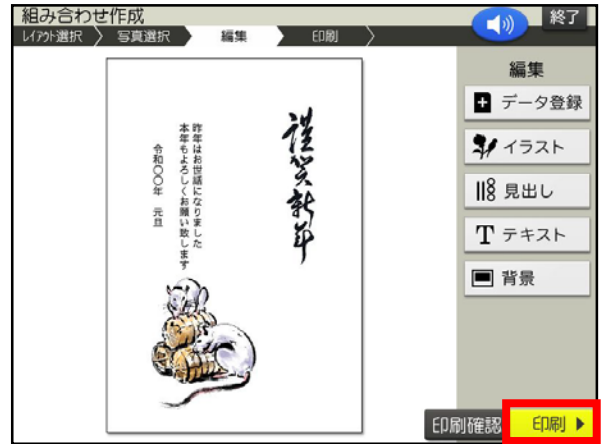 組み合わせ作成
終了
レイアウト選択 〉 写真選択 編集 印刷 〉
謹賀新年
昨年はお世話になりました
本年もよろしくお願い致します
令和〇〇年 元旦
編集
データ登録
イラスト
見出し
T テキスト
背景
印刷確認
印刷 ▶